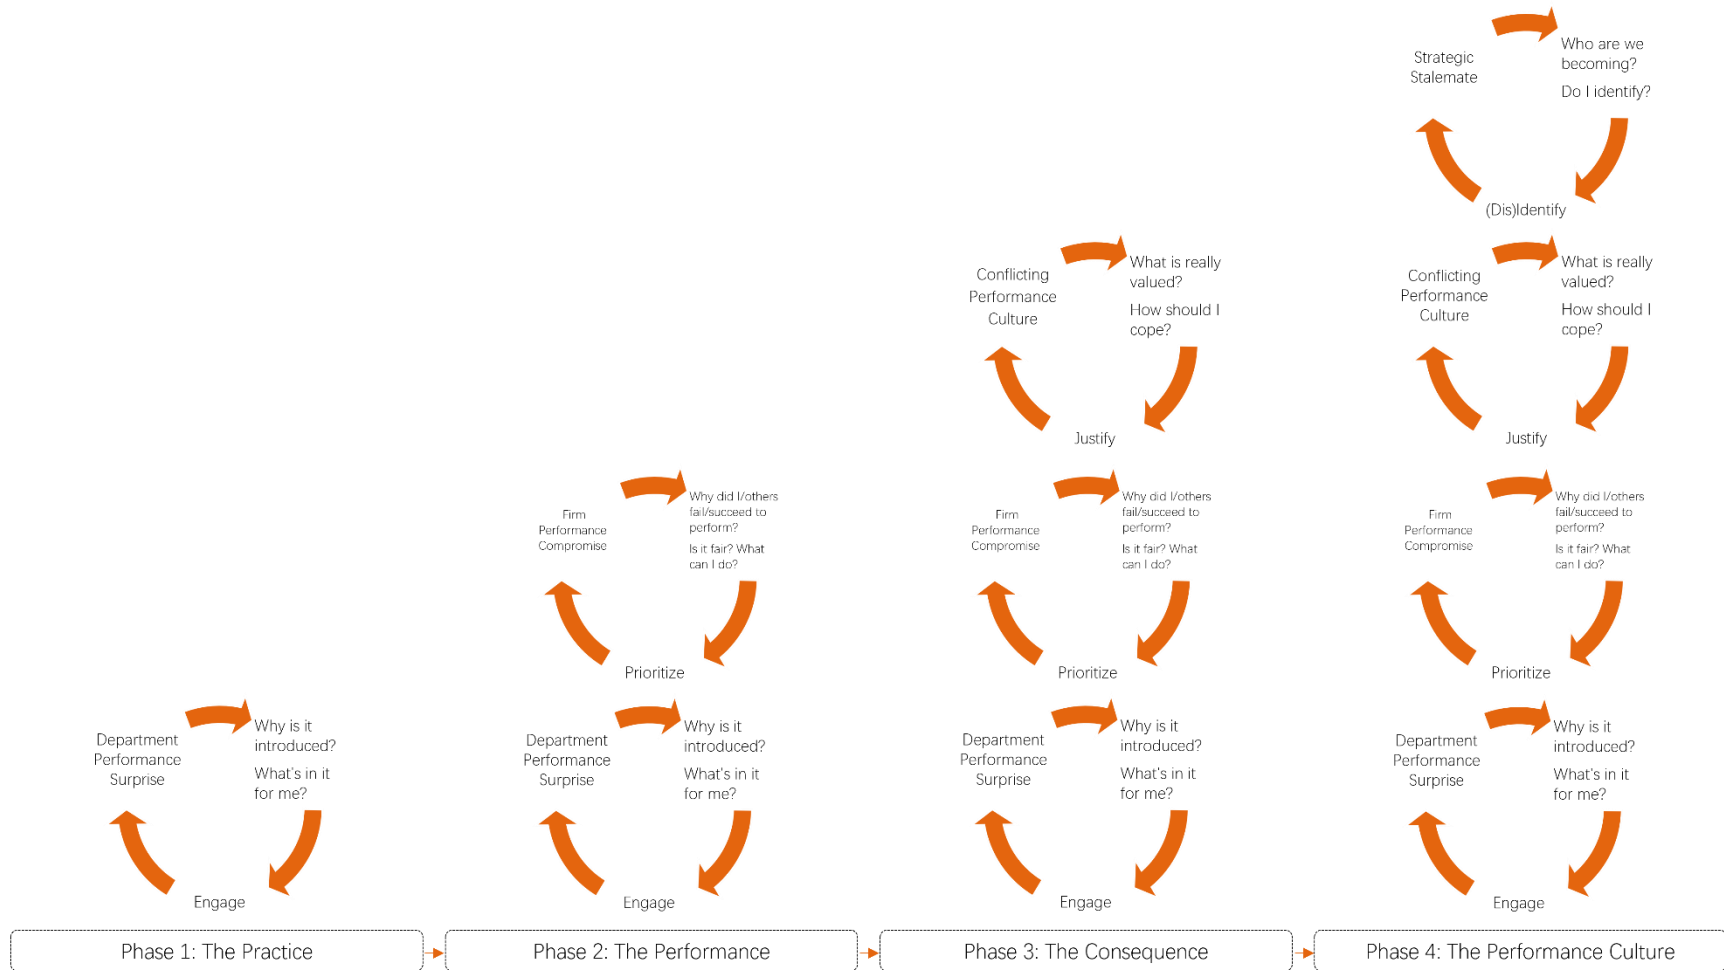 Strategic
Stalemate
Who are we
becoming?
Do I identify?
(Dis)Identify
Conflicting
Performance
Culture
What is really
valued?
How should I
cope?
Justify
Conflicting
Performance
Culture
What is really
valued?
How should I
cope?
Justify
Firm
Performance
Compromise
Why did I/others
fail/succeed to
perform?
Is it fair? What
can I do?
Prioritize
Firm
Performance
Compromise
Why did I/others
fail/succeed to
perform?
Is it fair? What
can I do?
Prioritize
Firm
Performance
Compromise
Why did I/others
fail/succeed to
perform?
Is it fair? What
can I do?
Prioritize
Department
Performance
Surprise
Why is it
introduced?
What's in it
for me?
Engage
Department
Performance
Surprise
Why is it
introduced?
What's in it
for me?
Engage
Department
Performance
Surprise
Why is it
introduced?
What's in it
for me?
Engage
Department
Performance
Surprise
Why is it
introduced?
What's in it
for me?
Engage
Phase 1: The Practice
Phase 2: The Performance
Phase 3: The Consequence
Phase 4: The Performance Culture